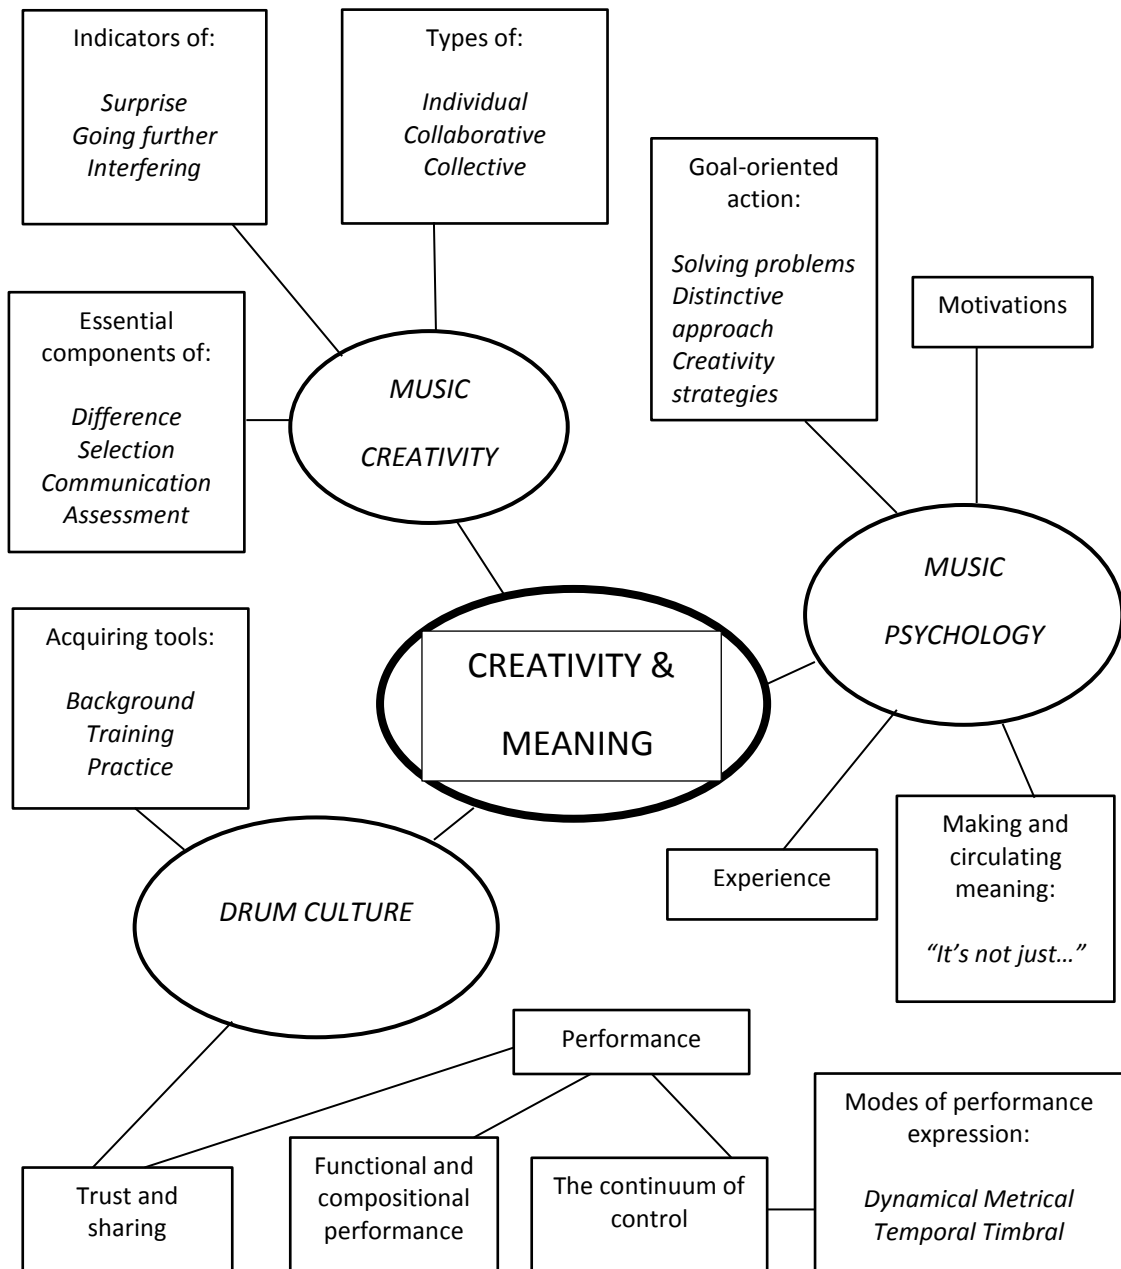 Indicators of:
Surprise
Going further
Interfering
Types of:
Individual
Collaborative
Collective
Goal-oriented
action:
Solving problems
Distinctive
approach
Creativity
strategies
Motivations
Essential
components of:
Difference
Selection
Communication
Assessment
MUSIC
CREATIVITY
MUSIC
PSYCHOLOGY
Acquiring tools:
Background
Training
Practice
CREATIVITY &
MEANING
Experience
Making and
circulating
meaning:
“It’s not just…”
DRUM CULTURE
Performance
Trust and
sharing
Functional and
compositional
performance
The continuum of
control
Modes of performance
expression:
Dynamical Metrical
Temporal Timbral